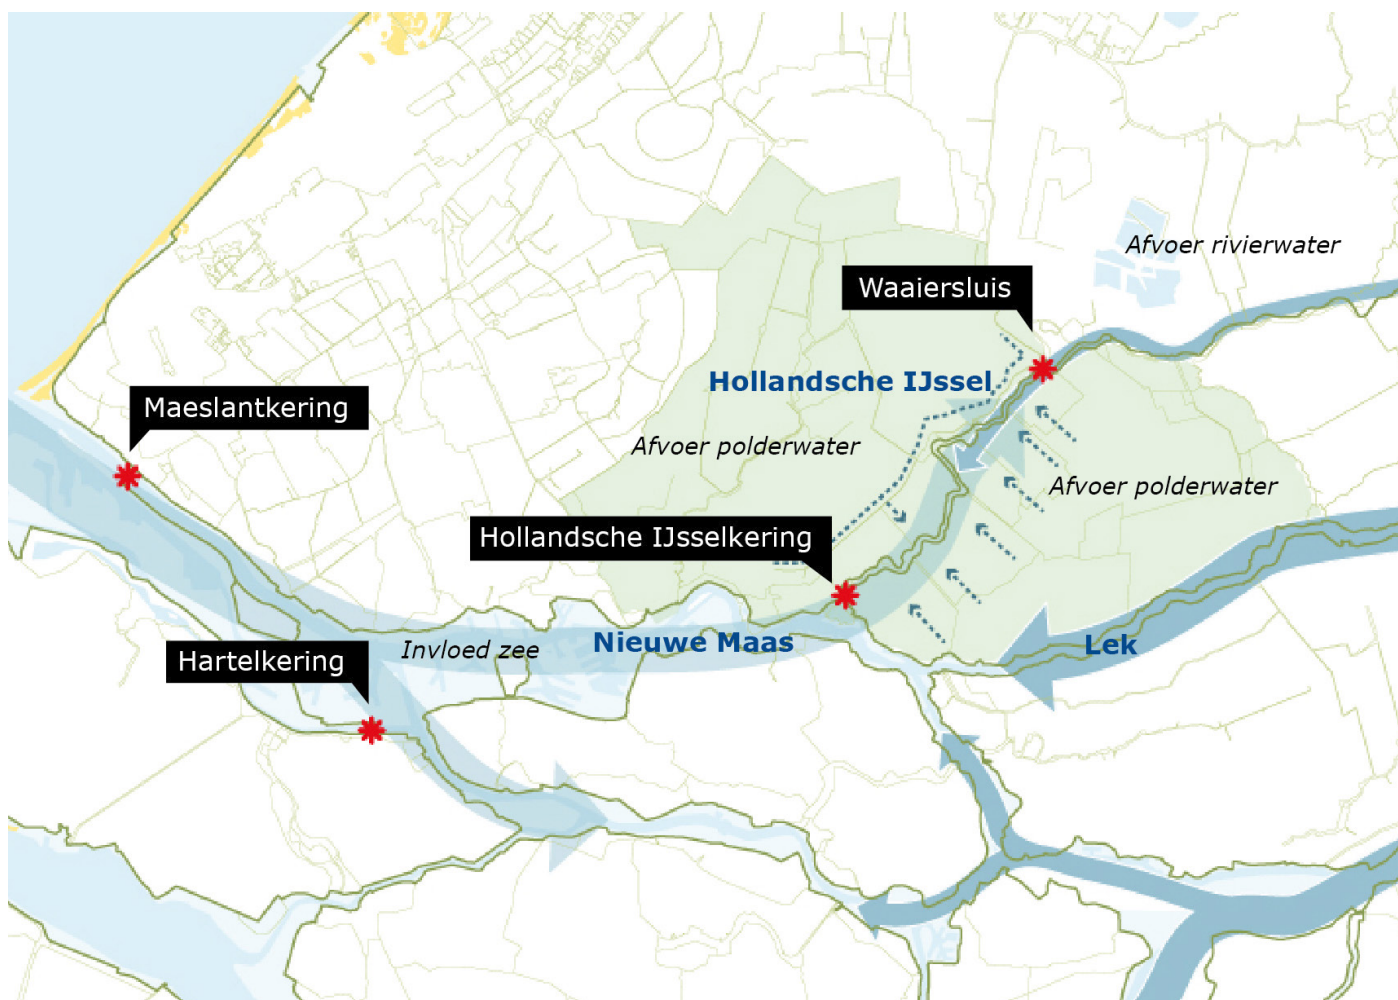 Afvoer rivierwater
Waaiersluis
Hollandsche IJssel
Maeslantkering
Afvoer polderwater
Afvoer polderwater
Hollandsche IJsselkering
Nieuwe Maas
Lek
Invloed zee
Hartelkering